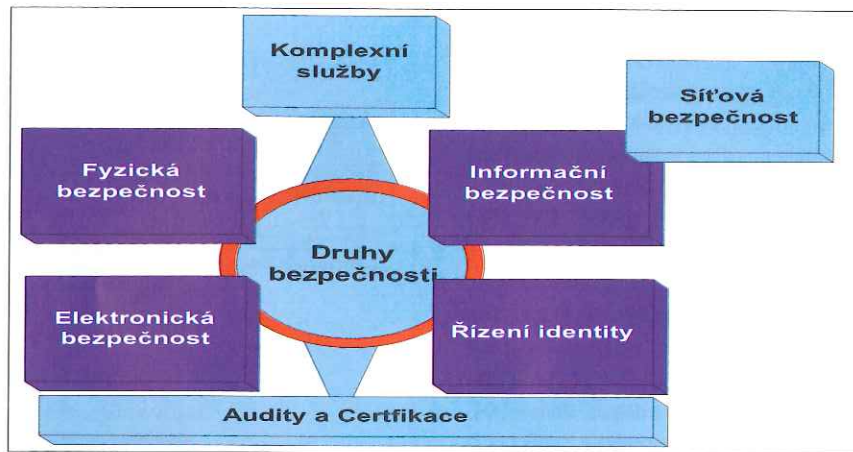 Komplexní
služby
Síťová
bezpečnost
Fyzická
bezpečnost
Informační
bezpečnost
Druhy
bezpečnosti
Elektronická
bezpečnost
Řízení identity
Audity a Certfikace